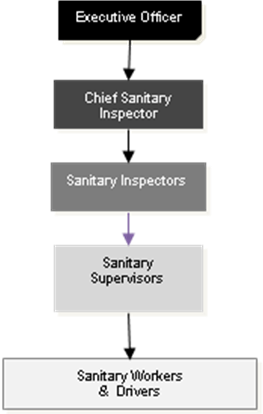 Executive Officer
Chief Sanitary
Inspector
Sanitary Inspectors
Sanitary
Supervisors
Sanitary Workers
& Drivers